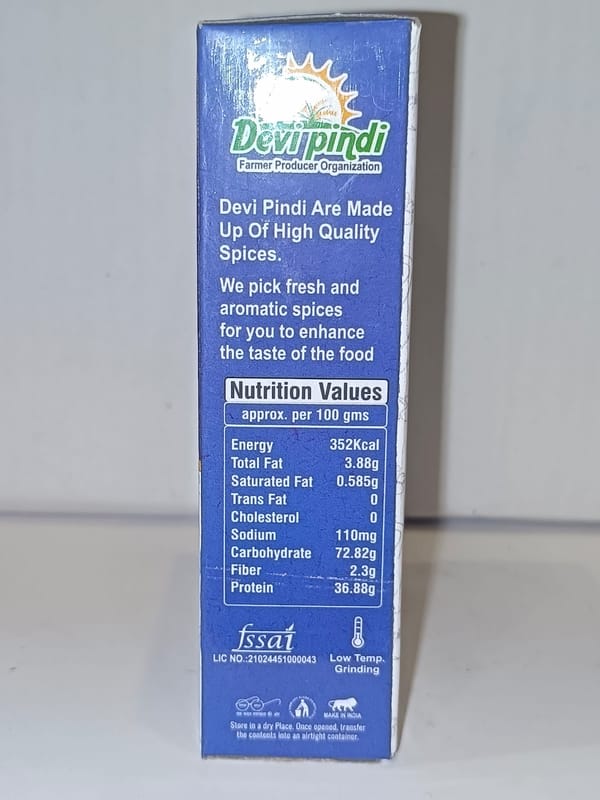 Devi pindi
Farmer Producer Organization
Devi Pindi Are Made
Up Of High Quality
Spices.
We pick fresh and
aromatic spices
for you to enhance
the taste of the food
Nutrition Values
approx. per 100 gms
Energy 352Kcal
Total Fat 3.88g
Saturated Fat 0.585g
Trans Fat 0
Cholesterol 0
Sodium 110mg
Carbohydrate 72.82g
Fiber 2.3g
Protein 36.88g
fssai
LIC NO.:21024451000043
Low Temp.
Grinding
MAKE IN INDIA
Store in a dry Place. Once opened, transfer
the contents into an airtight container.